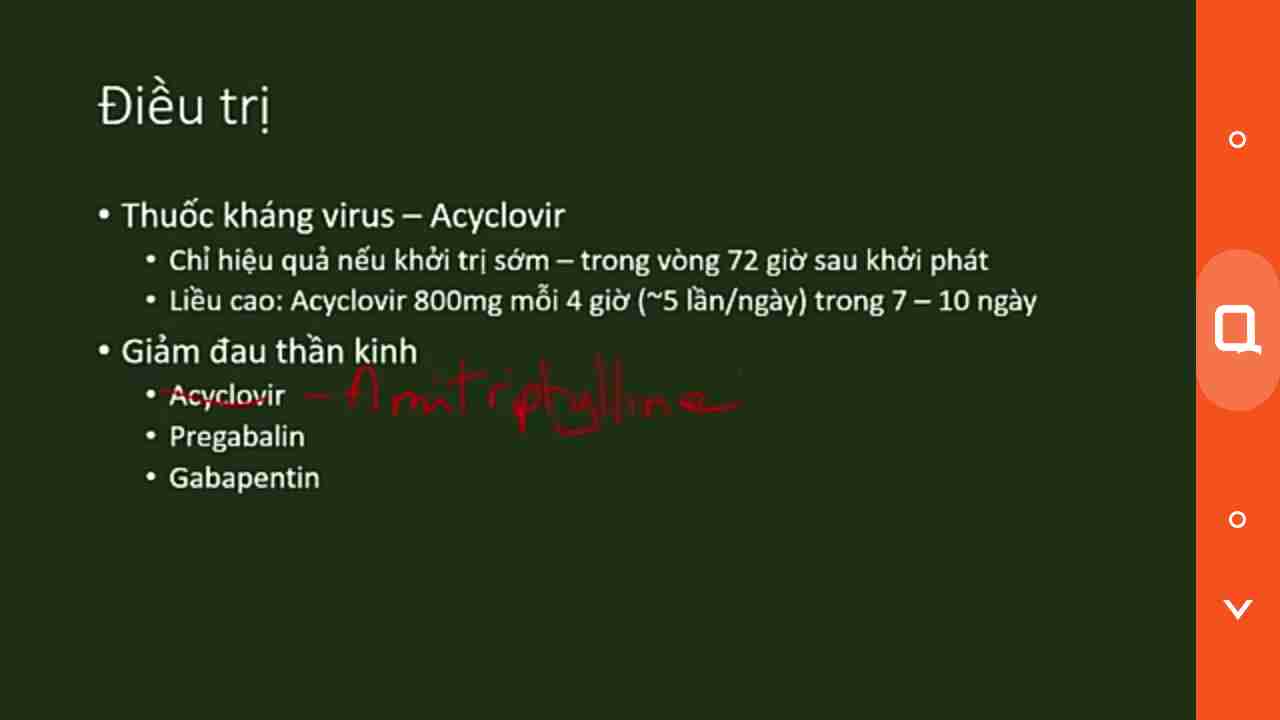 Điều trị
• Thuốc kháng virus – Acyclovir
• Chỉ hiệu quả nếu khởi trị sớm – trong vòng 72 giờ sau khởi phát
• Liều cao: Acyclovir 800mg mỗi 4 giờ (~5 lần/ngày) trong 7 – 10 ngày
• Giảm đau thần kinh
• Acyclovir – Amitriphylline
• Pregabalin
• Gabapentin